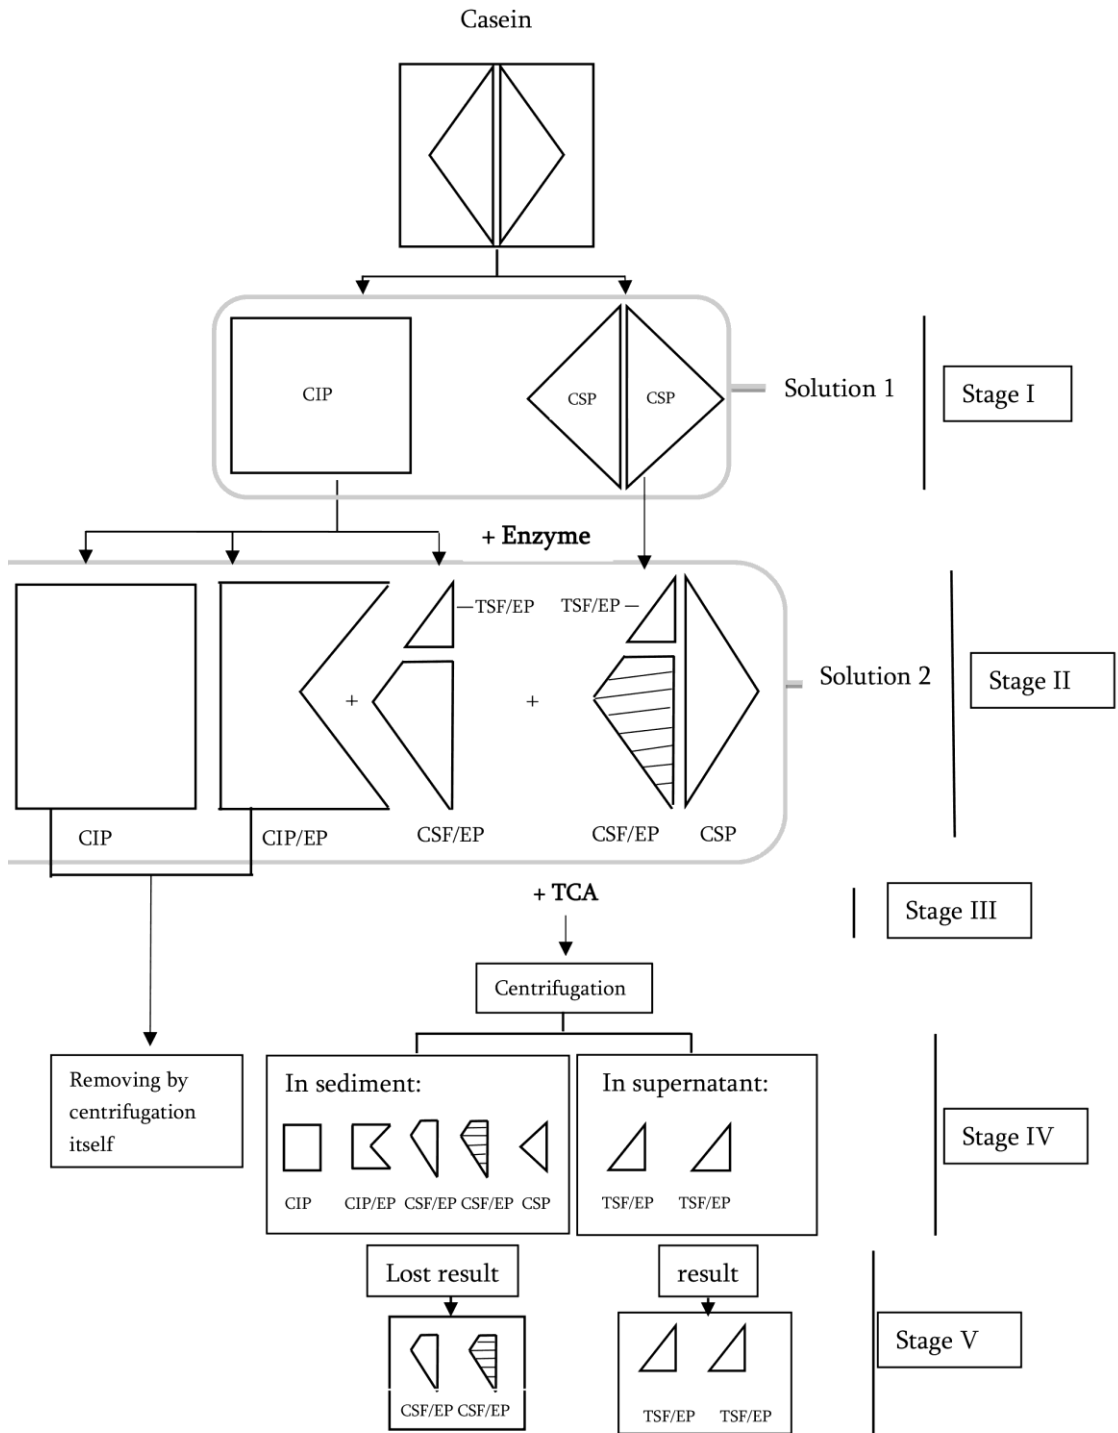 Casein
CIP
CSP
CSP
Solution 1
Stage I
+ Enzyme
TSF/EP
TSF/EP
+
+
Solution 2
Stage II
CIP
CIP/EP
CSF/EP
CSF/EP
CSP
+ TCA
Stage III
Centrifugation
Removing by
centrifugation
itself
In sediment:
CIP
CIP/EP
CSF/EP
CSF/EP
CSP
In supernatant:
TSF/EP
TSF/EP
Stage IV
Lost result
result
CSF/EP
CSF/EP
TSF/EP
TSF/EP
Stage V